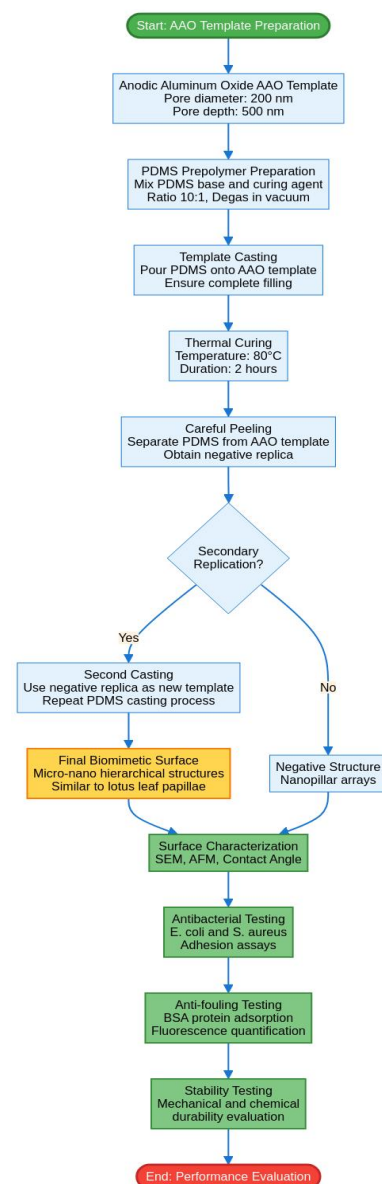 Start: AAO Template Preparation
Anodic Aluminum Oxide AAO Template
Pore diameter: 200 nm
Pore depth: 500 nm
PDMS Prepolymer Preparation
Mix PDMS base and curing agent
Ratio 10:1, Degas in vacuum
Template Casting
Pour PDMS onto AAO template
Ensure complete filling
Thermal Curing
Temperature: 80°C
Duration: 2 hours
Careful Peeling
Separate PDMS from AAO template
Obtain negative replica
Secondary
Replication?
Yes
Second Casting
Use negative replica as new template
Repeat PDMS casting process
No
Final Biomimetic Surface
Micro-nano hierarchical structures
Similar to lotus leaf papillae
Negative Structure
Nanopillar arrays
Surface Characterization
SEM, AFM, Contact Angle
Antibacterial Testing
E. coli and S. aureus
Adhesion assays
Anti-fouling Testing
BSA protein adsorption
Fluorescence quantification
Stability Testing
Mechanical and chemical
durability evaluation
End: Performance Evaluation